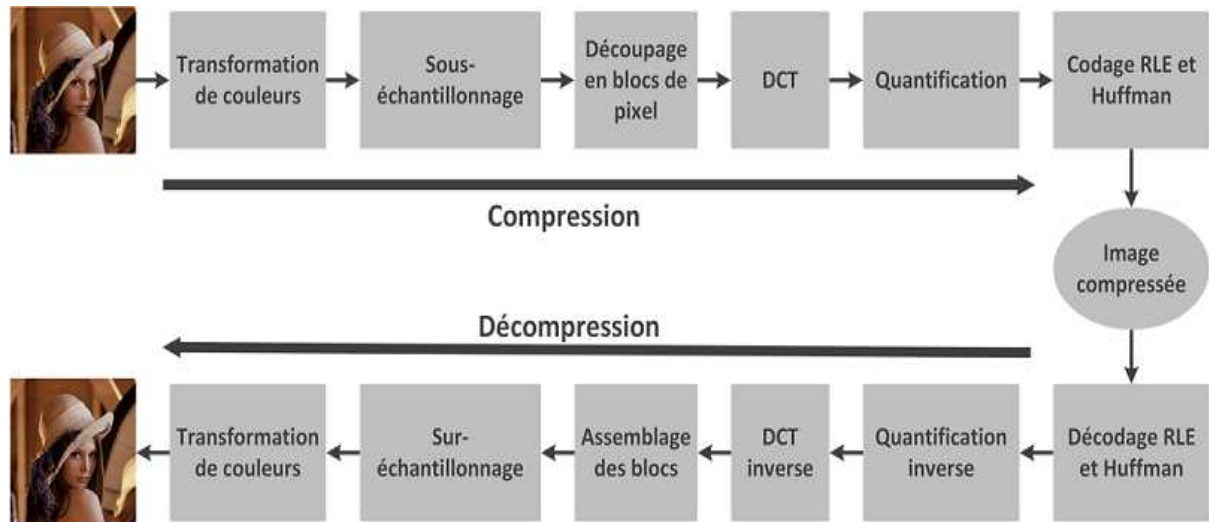 Transformation
de couleurs
Sous-
échantillonnage
Découpage
en blocs de
pixel
DCT
Quantification
Codage RLE et
Huffman
Compression
Image
compressée
Décompression
Transformation
de couleurs
Sur-
échantillonnage
Assemblage
des blocs
DCT
inverse
Quantification
inverse
Décodage RLE
et Huffman